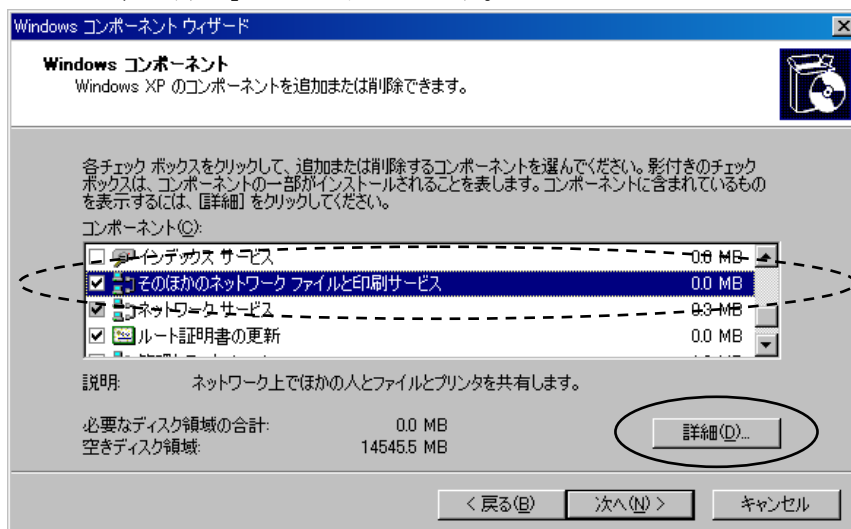 Windows コンポーネント ウィザード
Windows コンポーネント
Windows XP のコンポーネントを追加または削除できます。
各チェック ボックスをクリックして、追加または削除するコンポーネントを選んでください。影付きのチェック
ボックスは、コンポーネントの一部がインストールされることを表します。コンポーネントに含まれているもの
を表示するには、[詳細] をクリックしてください。
コンポーネント(C):
インデックス サービス 0.0 MB
そのほかのネットワーク ファイルと印刷サービス 0.0 MB
ネットワーク サービス 0.3 MB
ルート証明書の更新 0.0 MB
説明: ネットワーク上でほかの人とファイルとプリンタを共有します。
必要なディスク領域の合計: 0.0 MB
空きディスク領域: 14545.5 MB
詳細(D)...
< 戻る(B) 次へ(N) > キャンセル